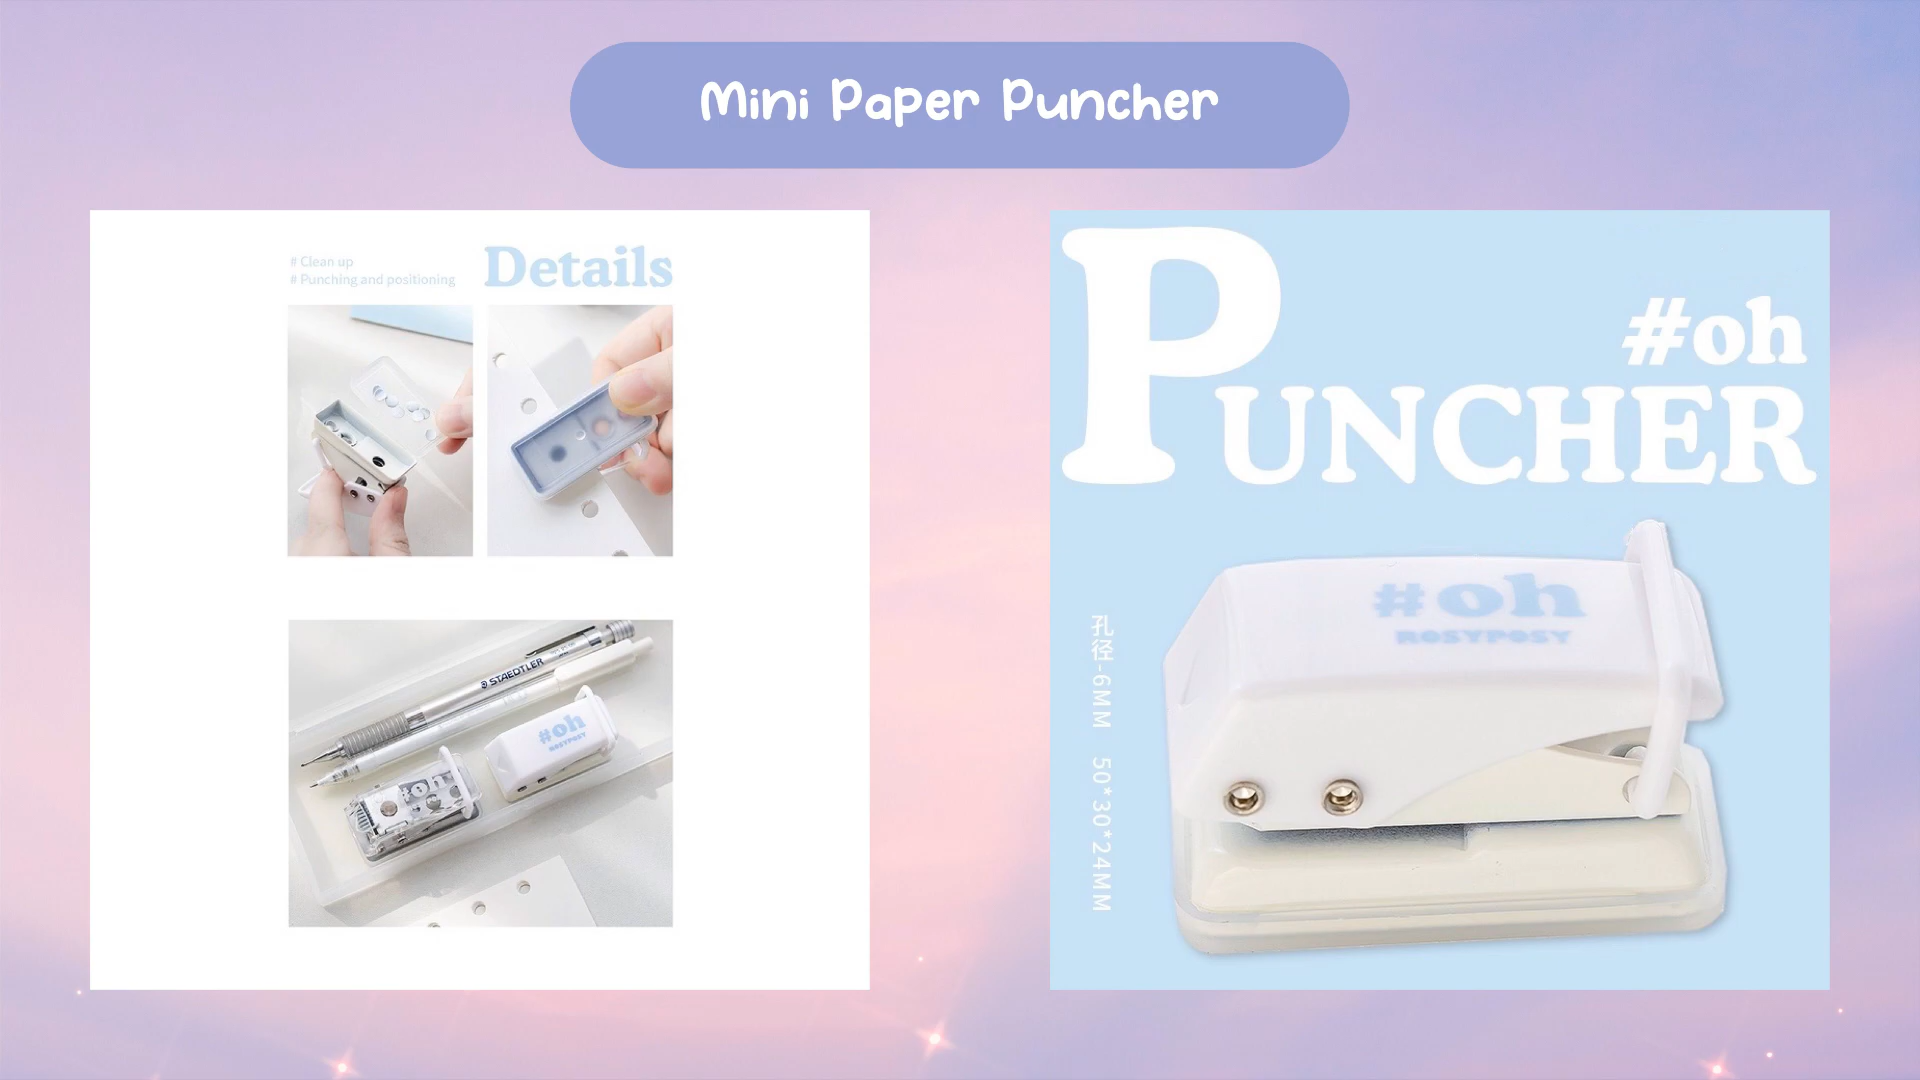 Mini Paper Puncher
# Clean up
# Punching and positioning
Details
STAEDTLER
#oh
ROSYPOSY
#oh
PUNCHER
#oh
#oh
ROSYPOSY
孔径-6MM 50*30*24MM